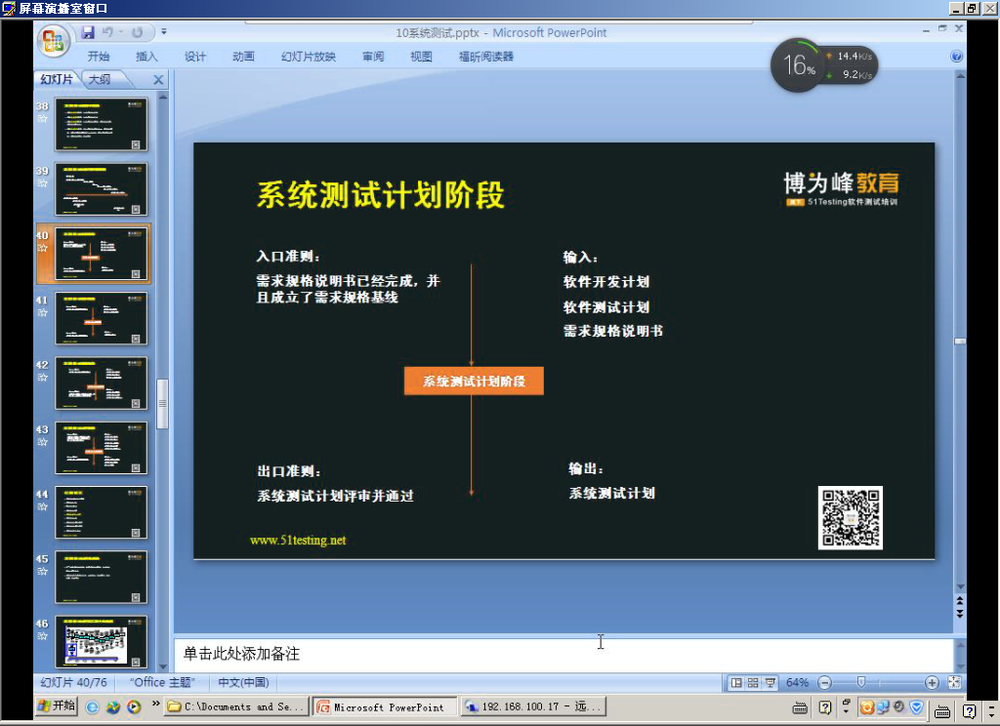 屏幕演播室窗口
10系统测试.pptx - Microsoft PowerPoint
开始 插入 设计 动画 幻灯片放映 审阅 视图 福昕阅读器
16%
14.4K/s
9.2K/s
幻灯片 大纲
38
39
40
41
42
43
44
45
46
系统测试计划阶段
博为峰教育
51Testing软件测试培训
入口准则：
需求规格说明书已经完成，并
且成立了需求规格基线
输入：
软件开发计划
软件测试计划
需求规格说明书
系统测试计划阶段
出口准则：
系统测试计划评审并通过
输出：
系统测试计划
www.51testing.net
单击此处添加备注
幻灯片 40/76 "Office 主题" 中文(中国) 64%
开始 C:\Documents and Se... Microsoft PowerPoint 192.168.100.17 - 远...